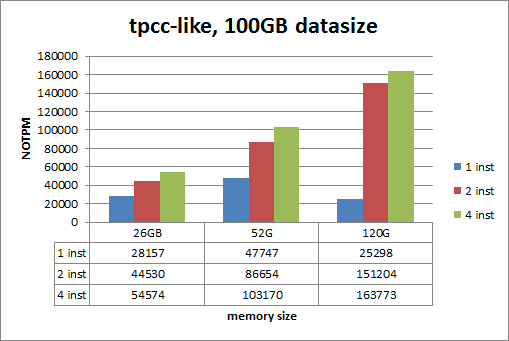 tpcc-like, 100GB datasize
180000
160000
140000
120000
100000
80000
60000
40000
20000
0
NOTPM
1 inst
2 inst
4 inst
26GB 52G 120G
1 inst 28157 47747 25298
2 inst 44530 86654 151204
4 inst 54574 103170 163773
memory size